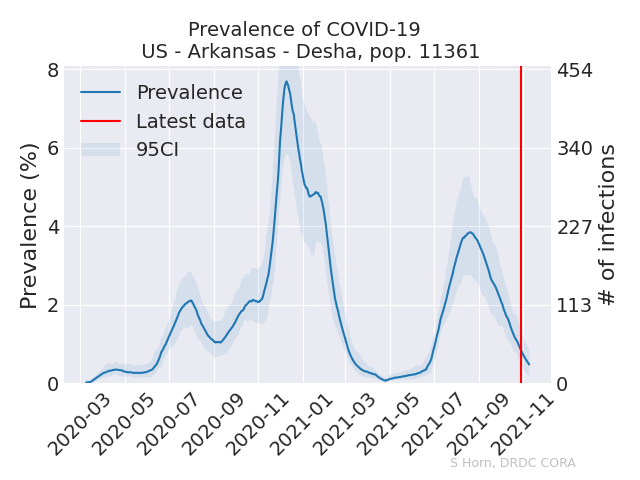 Prevalence of COVID-19
US - Arkansas - Desha, pop. 11361
Prevalence (%)
8
6
4
2
0
Prevalence
Latest data
95CI
454
340
227
113
0
# of infections
2020-03
2020-05
2020-07
2020-09
2020-11
2021-01
2021-03
2021-05
2021-07
2021-09
2021-11
S Horn, DRDC CORA